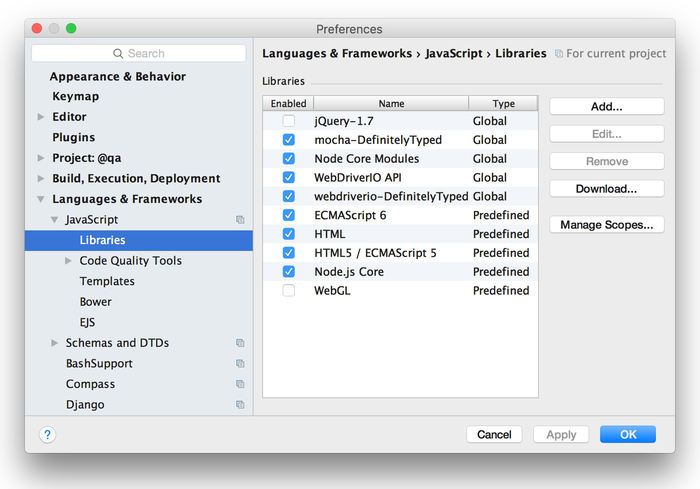 Preferences
Search
Languages & Frameworks › JavaScript › Libraries For current project
Appearance & Behavior
Keymap
Editor
Plugins
Project: @qa
Build, Execution, Deployment
Languages & Frameworks
JavaScript
Libraries
Code Quality Tools
Templates
Bower
EJS
Schemas and DTDs
BashSupport
Compass
Django
Libraries
Enabled Name Type
jQuery-1.7 Global
mocha-DefinitelyTyped Global
Node Core Modules Global
WebDriverIO API Global
webdriverio-DefinitelyTyped Global
ECMAScript 6 Predefined
HTML Predefined
HTML5 / ECMAScript 5 Predefined
Node.js Core Predefined
WebGL Predefined
Add...
Edit...
Remove
Download...
Manage Scopes...
?
Cancel
Apply
OK